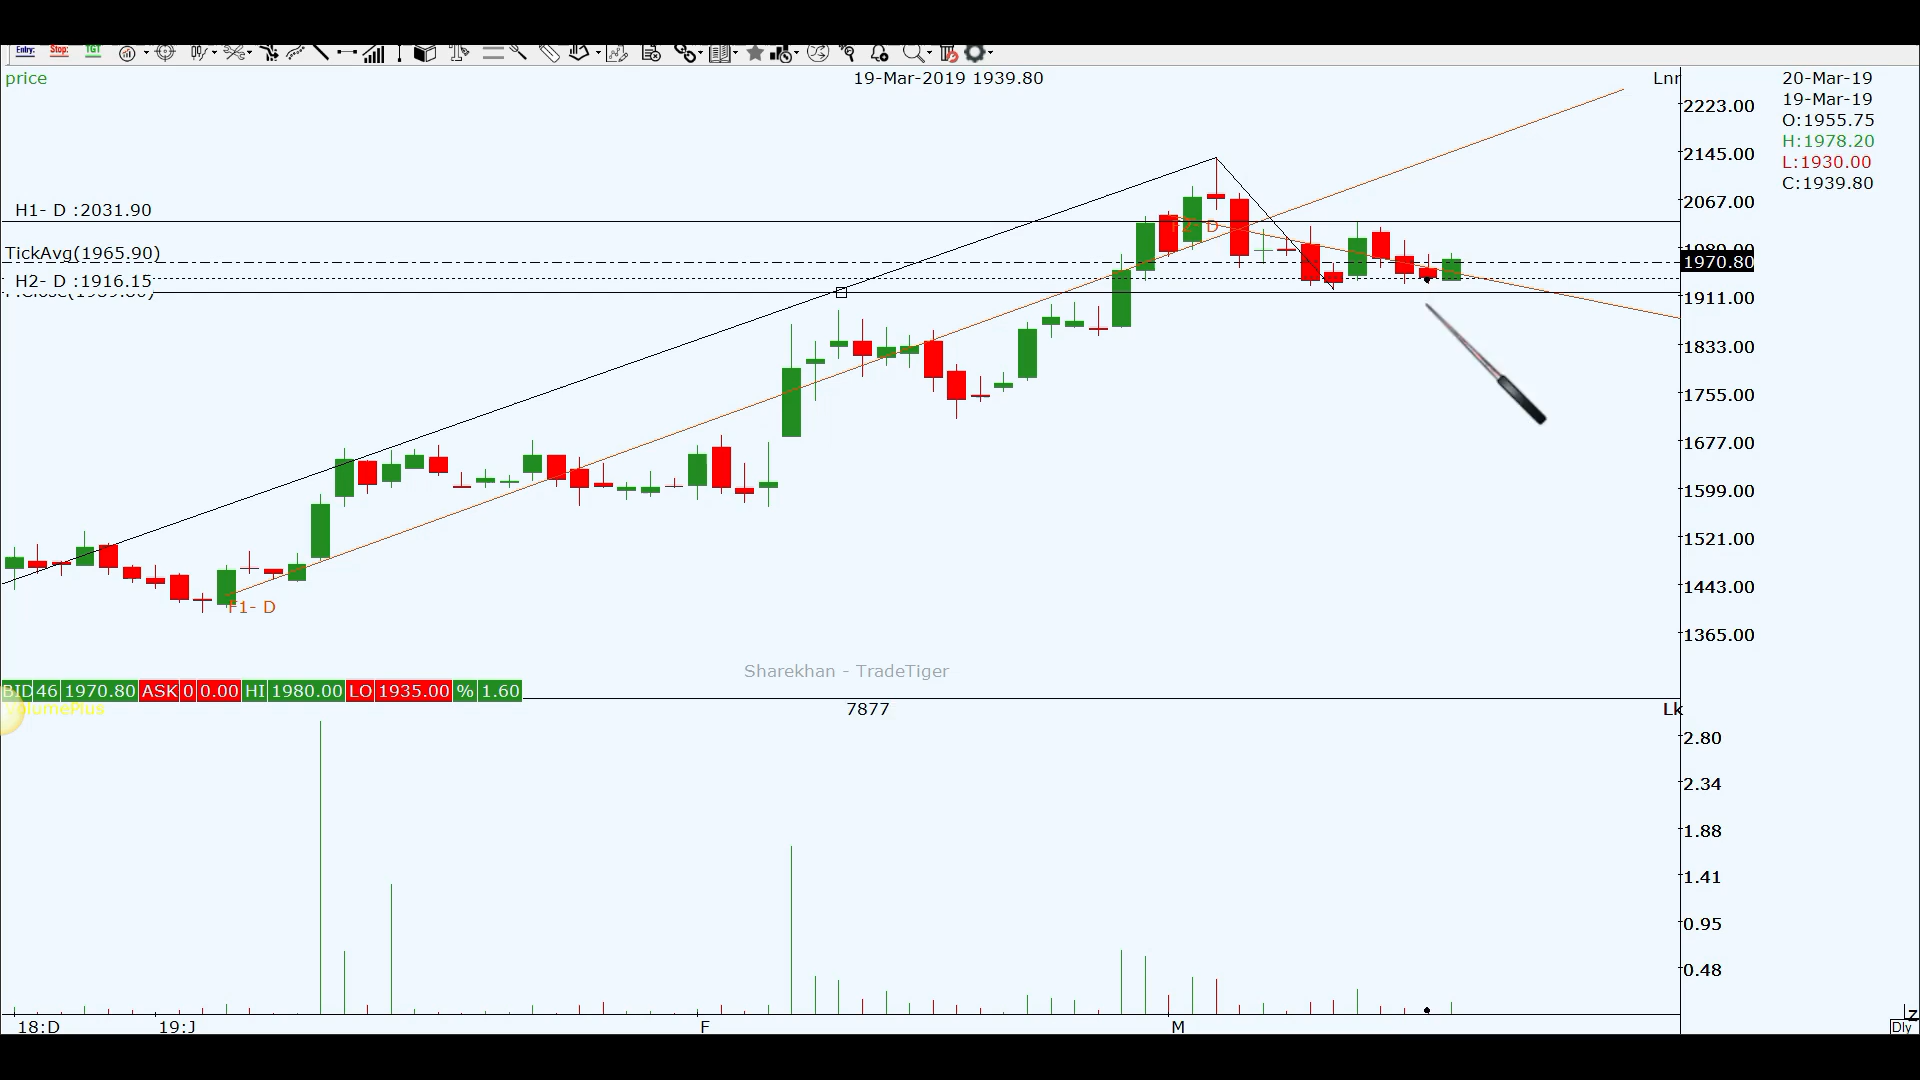 Entry: Stop: TGT
price
19-Mar-2019 1939.80
20-Mar-19
19-Mar-19
O:1955.75
H:1978.20
L:1930.00
C:1939.80
2223.00
2145.00
2067.00
1970.80
1911.00
1833.00
1755.00
1677.00
1599.00
1521.00
1443.00
1365.00
H1- D :2031.90
TickAvg(1965.90)
H2- D :1916.15
F2- D
F1- D
Sharekhan - TradeTiger
BID 46 1970.80 ASK 0 0.00 HI 1980.00 LO 1935.00 % 1.60
7877
Lk
2.80
2.34
1.88
1.41
0.95
0.48
18:D 19:J F M
Z
Dly